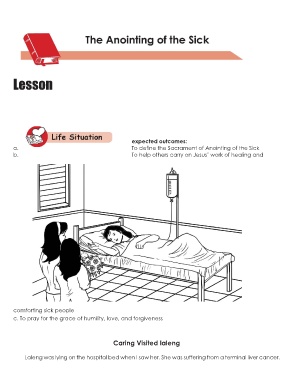 The Anointing of the Sick
Lesson
Life Situation
expected outcomes:
a. To define the Sacrament of Anointing of the Sick
b. To help others carry on Jesus' work of healing and
comforting sick people
c. To pray for the grace of humility, love, and forgiveness
Caring Visited Ialeng
Laleng was lying on the hospital bed when I saw her. She was suffering from a terminal liver cancer.